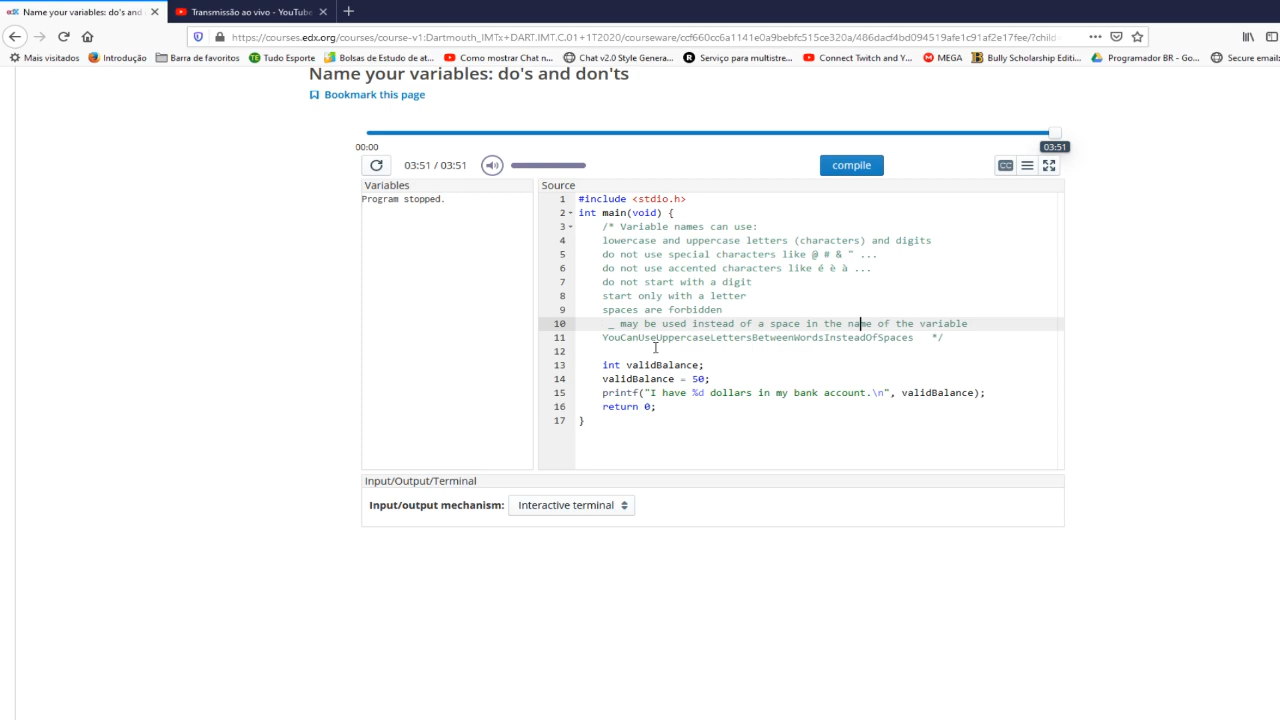 Name your variables: do's and
Transmissão ao vivo - YouTube
https://courses.edx.org/courses/course-v1:Dartmouth_IMTx+DART.IMT.C.01+1T2020/courseware/ccf660cc6a1141e0a9bebfc515ce320a/486dacf4bd094519afe1c91af2e17fee/?child=
Mais visitados
Introdução
Barra de favoritos
Tudo Esporte
Bolsas de Estudo de at...
Como mostrar Chat n...
Chat v2.0 Style Genera...
Serviço para multistre...
Connect Twitch and Y...
MEGA
Bully Scholarship Editi...
Programador BR - Go...
Secure email:
Name your variables: do's and don'ts
Bookmark this page
00:00
03:51
03:51 / 03:51
compile
CC
Variables
Program stopped.
Source
1 #include <stdio.h>
2 int main(void) {
3 /* Variable names can use:
4 lowercase and uppercase letters (characters) and digits
5 do not use special characters like @ # & " ...
6 do not use accented characters like é è à ...
7 do not start with a digit
8 start only with a letter
9 spaces are forbidden
10 _ may be used instead of a space in the name of the variable
11 YouCanUseUppercaseLettersBetweenWordsInsteadOfSpaces */
12
13 int validBalance;
14 validBalance = 50;
15 printf("I have %d dollars in my bank account.\n", validBalance);
16 return 0;
17 }
Input/Output/Terminal
Input/output mechanism: Interactive terminal